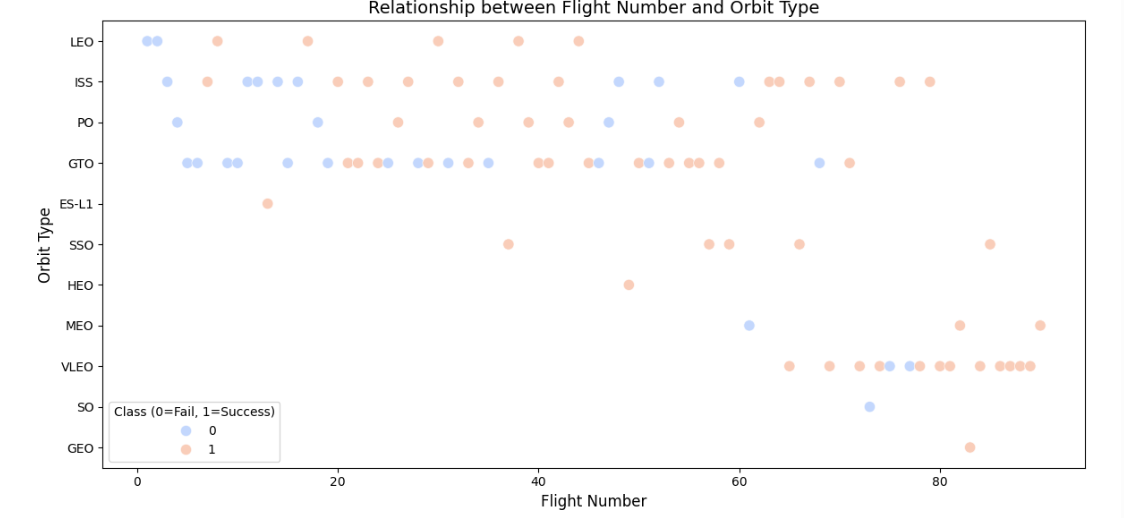 Relationship between Flight Number and Orbit Type
Orbit Type
LEO
ISS
PO
GTO
ES-L1
SSO
HEO
MEO
VLEO
SO
GEO
Class (0=Fail, 1=Success)
0
1
0 20 40 60 80
Flight Number